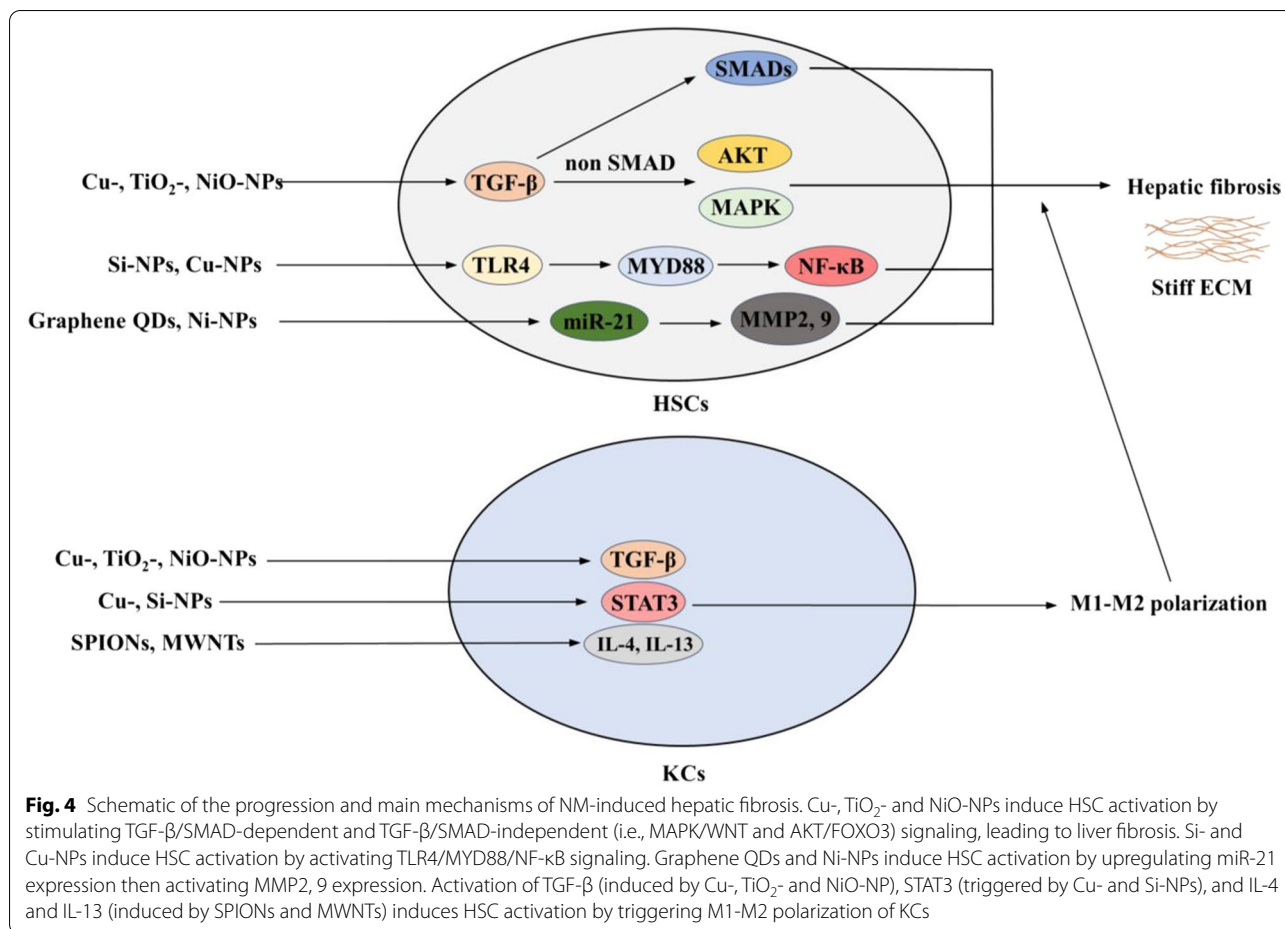 SMADs
non SMAD
AKT
Cu-, TiO₂-, NiO-NPs
TGF-β
Hepatic fibrosis
MAPK
Si-NPs, Cu-NPs
TLR4
MYD88
NF-κB
Stiff ECM
Graphene QDs, Ni-NPs
miR-21
MMP2, 9
HSCs
Cu-, TiO₂-, NiO-NPs
TGF-β
Cu-, Si-NPs
STAT3
M1-M2 polarization
SPIONs, MWNTs
IL-4, IL-13
KCs
Fig. 4 Schematic of the progression and main mechanisms of NM-induced hepatic fibrosis. Cu-, TiO₂- and NiO-NPs induce HSC activation by
stimulating TGF-β/SMAD-dependent and TGF-β/SMAD-independent (i.e., MAPK/WNT and AKT/FOXO3) signaling, leading to liver fibrosis. Si- and
Cu-NPs induce HSC activation by activating TLR4/MYD88/NF-κB signaling. Graphene QDs and Ni-NPs induce HSC activation by upregulating miR-21
expression then activating MMP2, 9 expression. Activation of TGF-β (induced by Cu-, TiO₂- and NiO-NP), STAT3 (triggered by Cu- and Si-NPs), and IL-4
and IL-13 (induced by SPIONs and MWNTs) induces HSC activation by triggering M1-M2 polarization of KCs